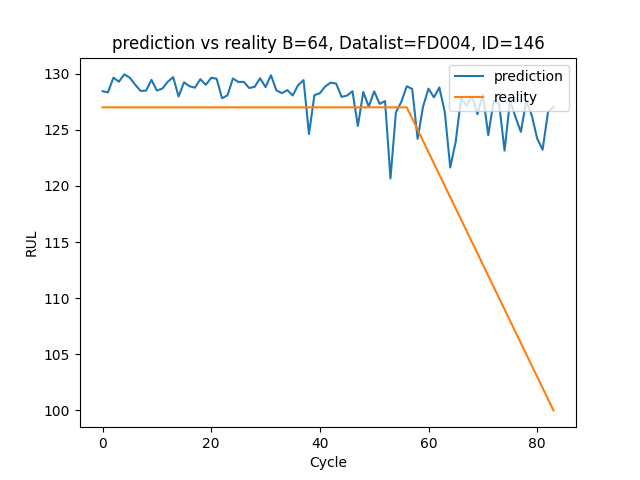 prediction vs reality B=64, Datalist=FD004, ID=146
prediction
reality
RUL
130
125
120
115
110
105
100
0 20 40 60 80
Cycle